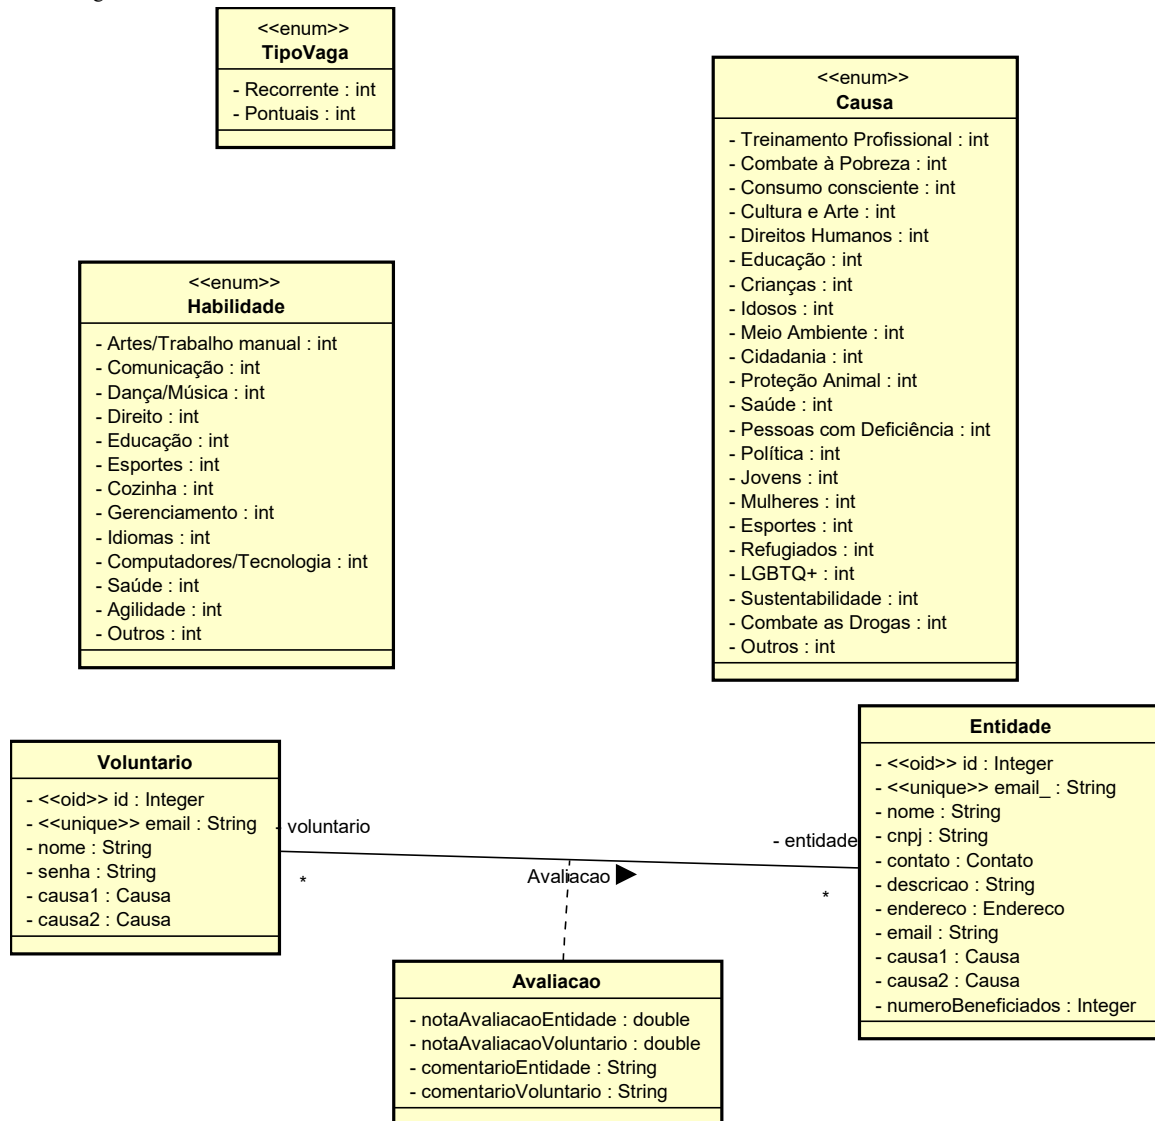 <<enum>>
TipoVaga
- Recorrente : int
- Pontuais : int
<<enum>>
Causa
- Treinamento Profissional : int
- Combate à Pobreza : int
- Consumo consciente : int
- Cultura e Arte : int
- Direitos Humanos : int
- Educação : int
- Crianças : int
- Idosos : int
- Meio Ambiente : int
- Cidadania : int
- Proteção Animal : int
- Saúde : int
- Pessoas com Deficiência : int
- Política : int
- Jovens : int
- Mulheres : int
- Esportes : int
- Refugiados : int
- LGBTQ+ : int
- Sustentabilidade : int
- Combate as Drogas : int
- Outros : int
<<enum>>
Habilidade
- Artes/Trabalho manual : int
- Comunicação : int
- Dança/Música : int
- Direito : int
- Educação : int
- Esportes : int
- Cozinha : int
- Gerenciamento : int
- Idiomas : int
- Computadores/Tecnologia : int
- Saúde : int
- Agilidade : int
- Outros : int
Voluntário
- <<oid>> id : Integer
- <<unique>> email : String
- nome : String
- senha : String
- causa1 : Causa
- causa2 : Causa
- voluntario
*
Avaliacao
- entidade
*
Entidade
- <<oid>> id : Integer
- <<unique>> email_ : String
- nome : String
- cnpj : String
- contato : Contato
- descricao : String
- endereco : Endereco
- email : String
- causa1 : Causa
- causa2 : Causa
- numeroBeneficiados : Integer
Avaliacao
- notaAvaliacaoEntidade : double
- notaAvaliacaoVoluntario : double
- comentarioEntidade : String
- comentarioVoluntario : String